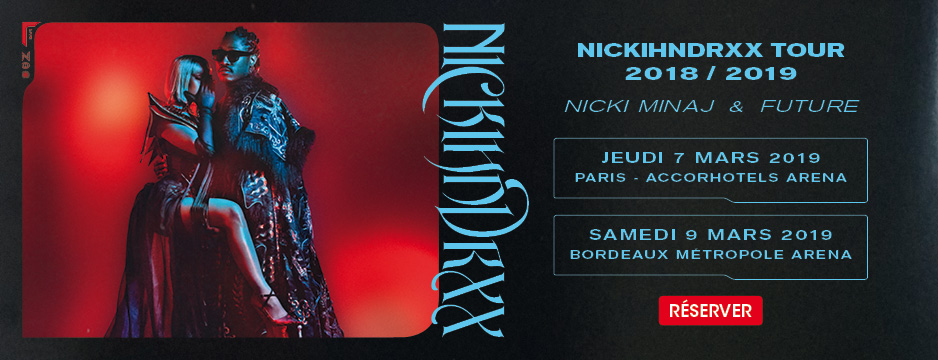 NICKIHNDRXX
NICKIHNDRXX TOUR
2018 / 2019
NICKI MINAJ & FUTURE
JEUDI 7 MARS 2019
PARIS - ACCORHOTELS ARENA
SAMEDI 9 MARS 2019
BORDEAUX MÉTROPOLE ARENA
RÉSERVER